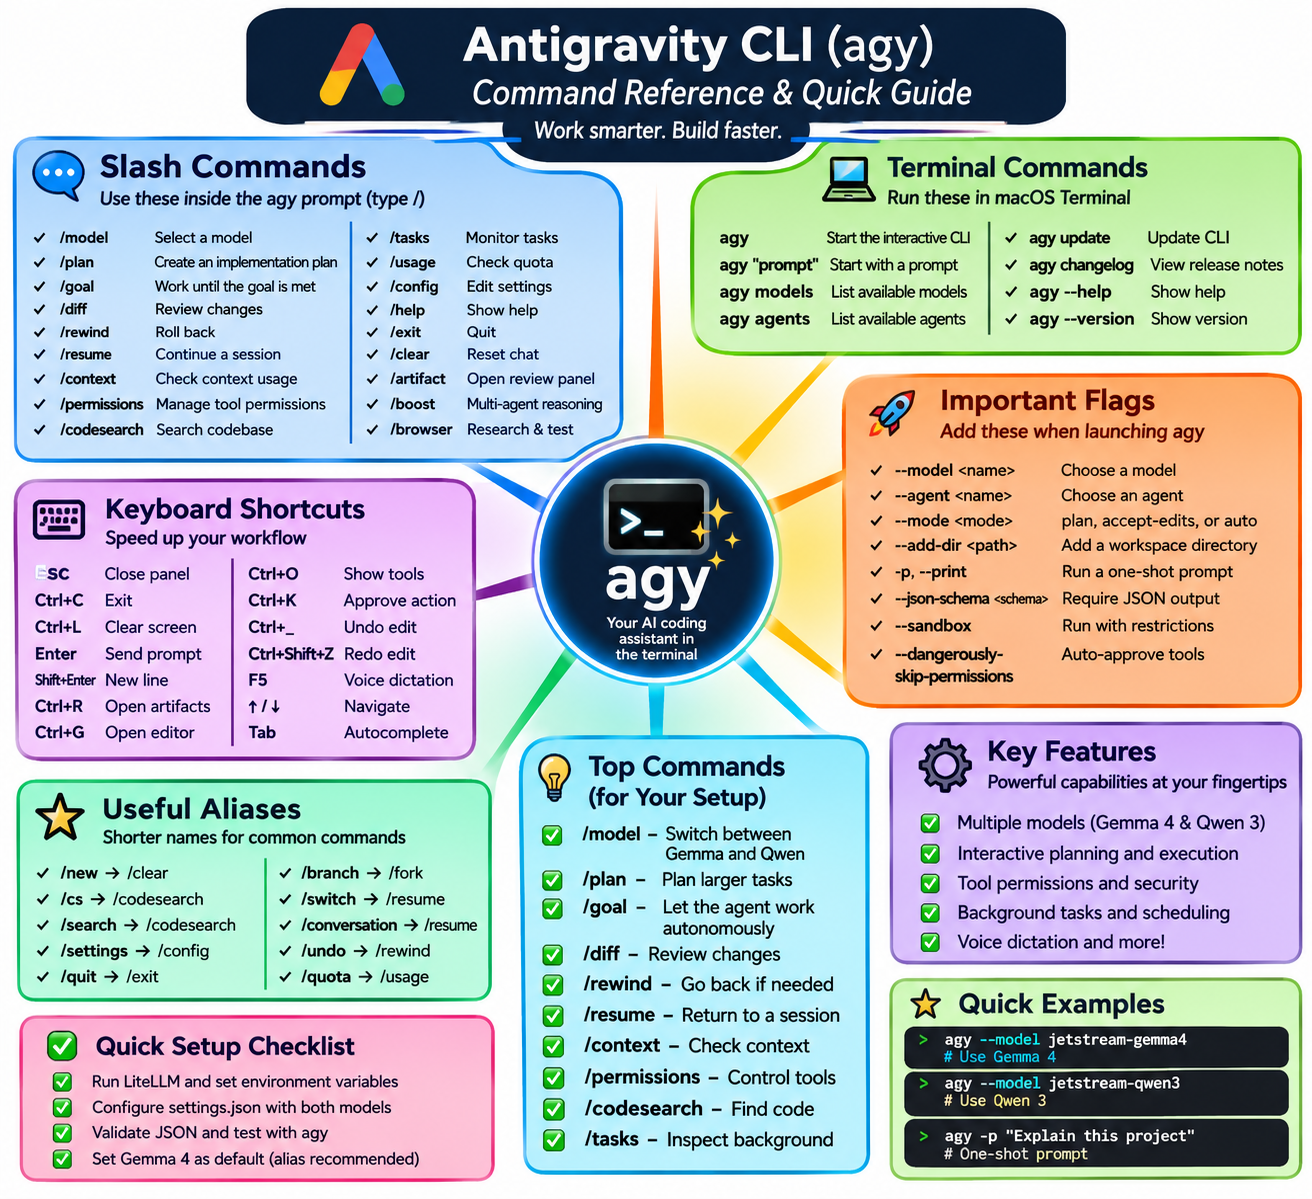 Antigravity CLI (agy)
Command Reference & Quick Guide
Work smarter. Build faster.
Slash Commands
Use these inside the agy prompt (type /)
✓ /model Select a model
✓ /plan Create an implementation plan
✓ /goal Work until the goal is met
✓ /diff Review changes
✓ /rewind Roll back
✓ /resume Continue a session
✓ /context Check context usage
✓ /permissions Manage tool permissions
✓ /codesearch Search codebase
✓ /tasks Monitor tasks
✓ /usage Check quota
✓ /config Edit settings
✓ /help Show help
✓ /exit Quit
✓ /clear Reset chat
✓ /artifact Open review panel
✓ /boost Multi-agent reasoning
✓ /browser Research & test
Terminal Commands
Run these in macOS Terminal
agy Start the interactive CLI
agy "prompt" Start with a prompt
agy models List available models
agy agents List available agents
✓ agy update Update CLI
✓ agy changelog View release notes
✓ agy --help Show help
✓ agy --version Show version
Important Flags
Add these when launching agy
✓ --model <name> Choose a model
✓ --agent <name> Choose an agent
✓ --mode <mode> plan, accept-edits, or auto
✓ --add-dir <path> Add a workspace directory
✓ -p, --print Run a one-shot prompt
✓ --json-schema <schema> Require JSON output
✓ --sandbox Run with restrictions
✓ --dangerously- Auto-approve tools
skip-permissions
>_
agy
Your AI coding
assistant in
the terminal
Keyboard Shortcuts
Speed up your workflow
ESC Close panel
Ctrl+C Exit
Ctrl+L Clear screen
Enter Send prompt
Shift+Enter New line
Ctrl+R Open artifacts
Ctrl+G Open editor
Ctrl+O Show tools
Ctrl+K Approve action
Ctrl+_ Undo edit
Ctrl+Shift+Z Redo edit
F5 Voice dictation
↑ / ↓ Navigate
Tab Autocomplete
Useful Aliases
Shorter names for common commands
✓ /new → /clear
✓ /cs → /codesearch
✓ /search → /codesearch
✓ /settings → /config
✓ /quit → /exit
✓ /branch → /fork
✓ /switch → /resume
✓ /conversation → /resume
✓ /undo → /rewind
✓ /quota → /usage
Quick Setup Checklist
Run LiteLLM and set environment variables
Configure settings.json with both models
Validate JSON and test with agy
Set Gemma 4 as default (alias recommended)
Top Commands
(for Your Setup)
/model – Switch between
Gemma and Qwen
/plan – Plan larger tasks
/goal – Let the agent work
autonomously
/diff – Review changes
/rewind – Go back if needed
/resume – Return to a session
/context – Check context
/permissions – Control tools
/codesearch – Find code
/tasks – Inspect background
Key Features
Powerful capabilities at your fingertips
Multiple models (Gemma 4 & Qwen 3)
Interactive planning and execution
Tool permissions and security
Background tasks and scheduling
Voice dictation and more!
Quick Examples
> agy --model jetstream-gemma4
# Use Gemma 4
> agy --model jetstream-qwen3
# Use Qwen 3
> agy -p "Explain this project"
# One-shot prompt